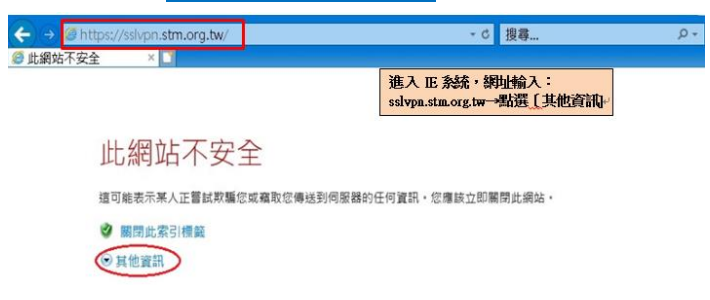 https://sslvpn.stm.org.tw/
搜尋...
此網站不安全
進入 IE 系統，網址輸入：
sslvpn.stm.org.tw→點選〔其他資訊〕
此網站不安全
這可能表示某人正嘗試欺騙您或竊取您傳送到伺服器的任何資訊。您應該立即關閉此網站。
關閉此索引標籤
其他資訊